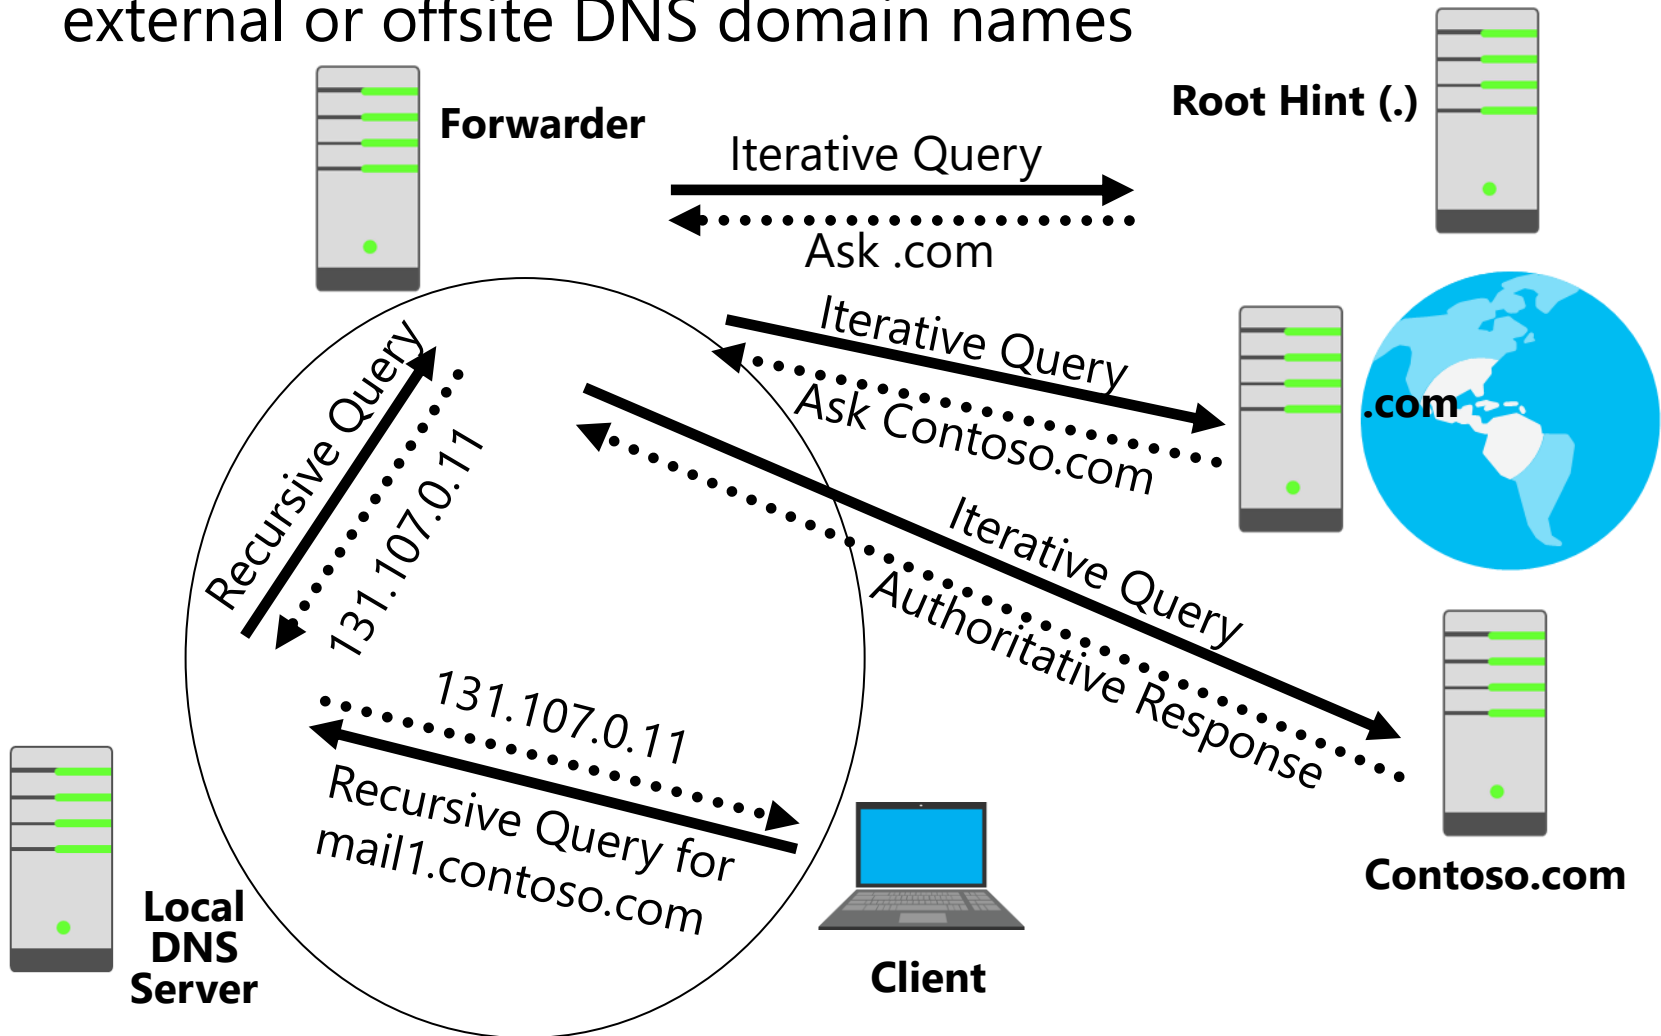 external or offsite DNS domain names
Forwarder
Root Hint (.)
Iterative Query
Ask .com
Iterative Query
Ask Contoso.com
.com
Recursive Query
131.107.0.11
Iterative Query
Authoritative Response
131.107.0.11
Recursive Query for
mail1.contoso.com
Contoso.com
Local
DNS
Server
Client